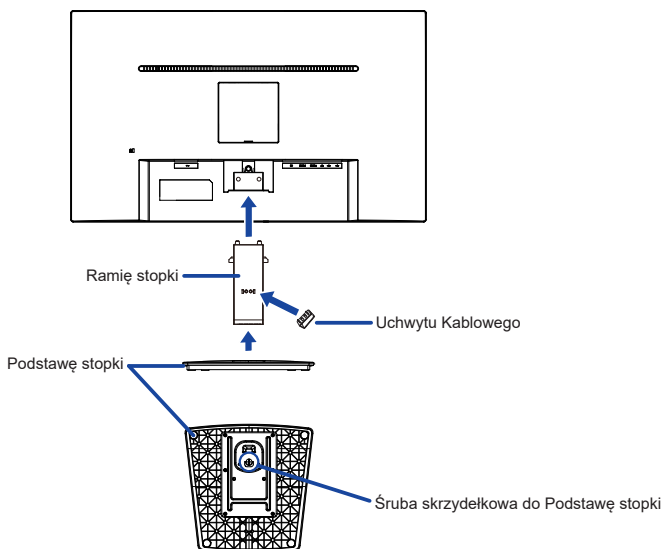 Ramię stopki
Uchwytu Kablowego
Podstawę stopki
Śruba skrzydełkowa do Podstawę stopki